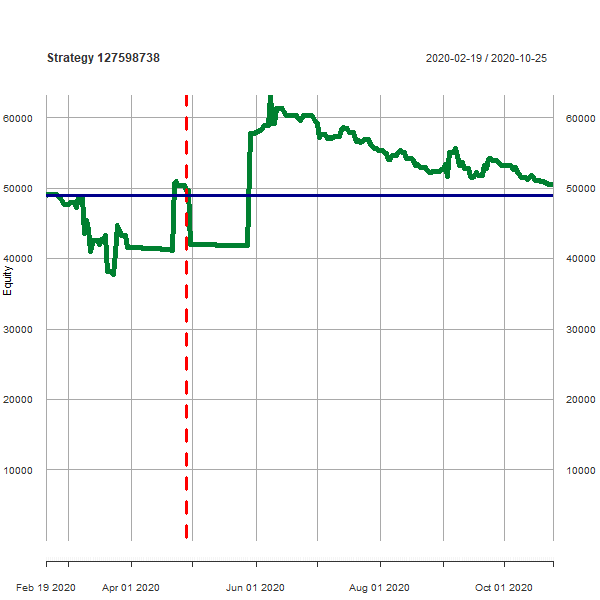 Strategy 127598738
2020-02-19 / 2020-10-25
60000
60000
50000
50000
40000
40000
Equity
30000
30000
20000
20000
10000
10000
Feb 19 2020
Apr 01 2020
Jun 01 2020
Aug 01 2020
Oct 01 2020